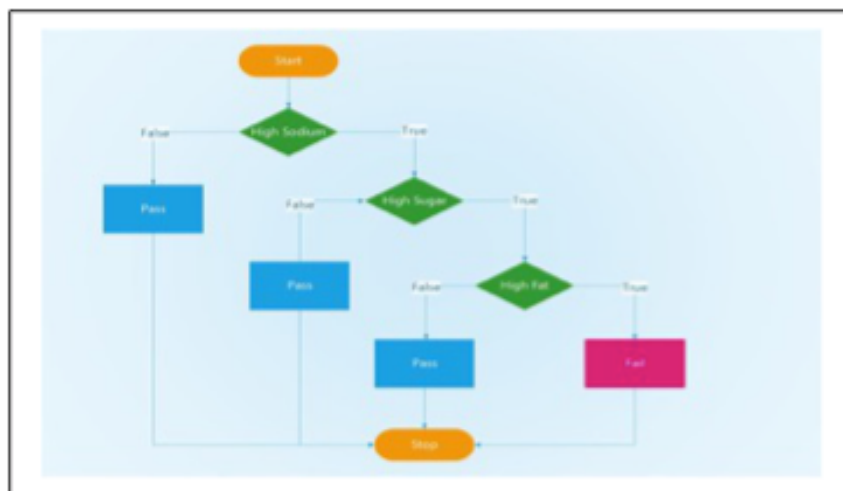 Start
High Sodium
False
True
Pass
High Sugar
False
True
Pass
High Fat
False
True
Pass
Fail
Stop